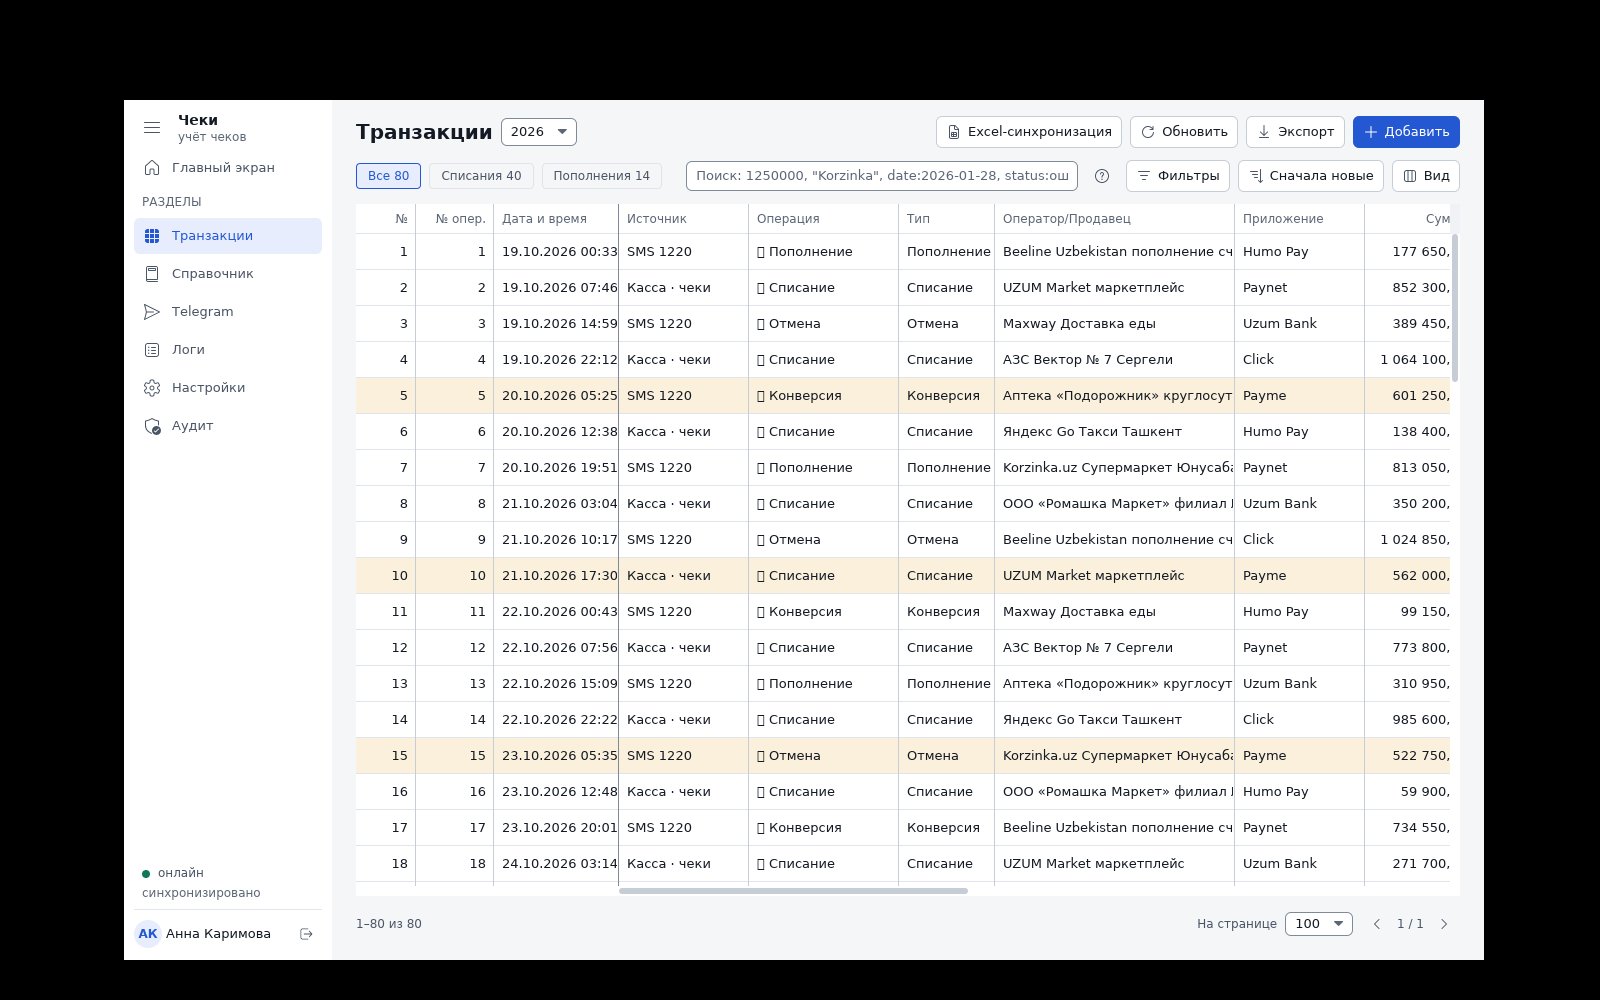 Чеки
учёт чеков
Главный экран
РАЗДЕЛЫ
Транзакции
Справочник
Telegram
Логи
Настройки
Аудит
онлайн
синхронизировано
АК Анна Каримова
Транзакции 2026 Excel-синхронизация Обновить Экспорт Добавить
Все 80 Списания 40 Пополнения 14 Поиск: 1250000, "Korzinka", date:2026-01-28, status:ош Фильтры Сначала новые Вид
№ № опер. Дата и время Источник Операция Тип Оператор/Продавец Приложение Сум
1 1 19.10.2026 00:33 SMS 1220 Пополнение Пополнение Beeline Uzbekistan пополнение сч Humo Pay 177 650,
2 2 19.10.2026 07:46 Касса · чеки Списание Списание UZUM Market маркетплейс Paynet 852 300,
3 3 19.10.2026 14:59 SMS 1220 Отмена Отмена Maxway Доставка еды Uzum Bank 389 450,
4 4 19.10.2026 22:12 Касса · чеки Списание Списание АЗС Вектор № 7 Сергели Click 1 064 100,
5 5 20.10.2026 05:25 SMS 1220 Конверсия Конверсия Аптека «Подорожник» круглосут Payme 601 250,
6 6 20.10.2026 12:38 Касса · чеки Списание Списание Яндекс Go Такси Ташкент Humo Pay 138 400,
7 7 20.10.2026 19:51 SMS 1220 Пополнение Пополнение Korzinka.uz Супермаркет Юнусаба Paynet 813 050,
8 8 21.10.2026 03:04 Касса · чеки Списание Списание ООО «Ромашка Маркет» филиал Uzum Bank 350 200,
9 9 21.10.2026 10:17 SMS 1220 Отмена Отмена Beeline Uzbekistan пополнение сч Click 1 024 850,
10 10 21.10.2026 17:30 Касса · чеки Списание Списание UZUM Market маркетплейс Payme 562 000,
11 11 22.10.2026 00:43 SMS 1220 Конверсия Конверсия Maxway Доставка еды Humo Pay 99 150,
12 12 22.10.2026 07:56 Касса · чеки Списание Списание АЗС Вектор № 7 Сергели Paynet 773 800,
13 13 22.10.2026 15:09 SMS 1220 Пополнение Пополнение Аптека «Подорожник» круглосут Uzum Bank 310 950,
14 14 22.10.2026 22:22 Касса · чеки Списание Списание Яндекс Go Такси Ташкент Click 985 600,
15 15 23.10.2026 05:35 SMS 1220 Отмена Отмена Korzinka.uz Супермаркет Юнусаба Payme 522 750,
16 16 23.10.2026 12:48 Касса · чеки Списание Списание ООО «Ромашка Маркет» филиал Humo Pay 59 900,
17 17 23.10.2026 20:01 SMS 1220 Конверсия Конверсия Beeline Uzbekistan пополнение сч Paynet 734 550,
18 18 24.10.2026 03:14 Касса · чеки Списание Списание UZUM Market маркетплейс Uzum Bank 271 700,
1–80 из 80 На странице 100 1 / 1